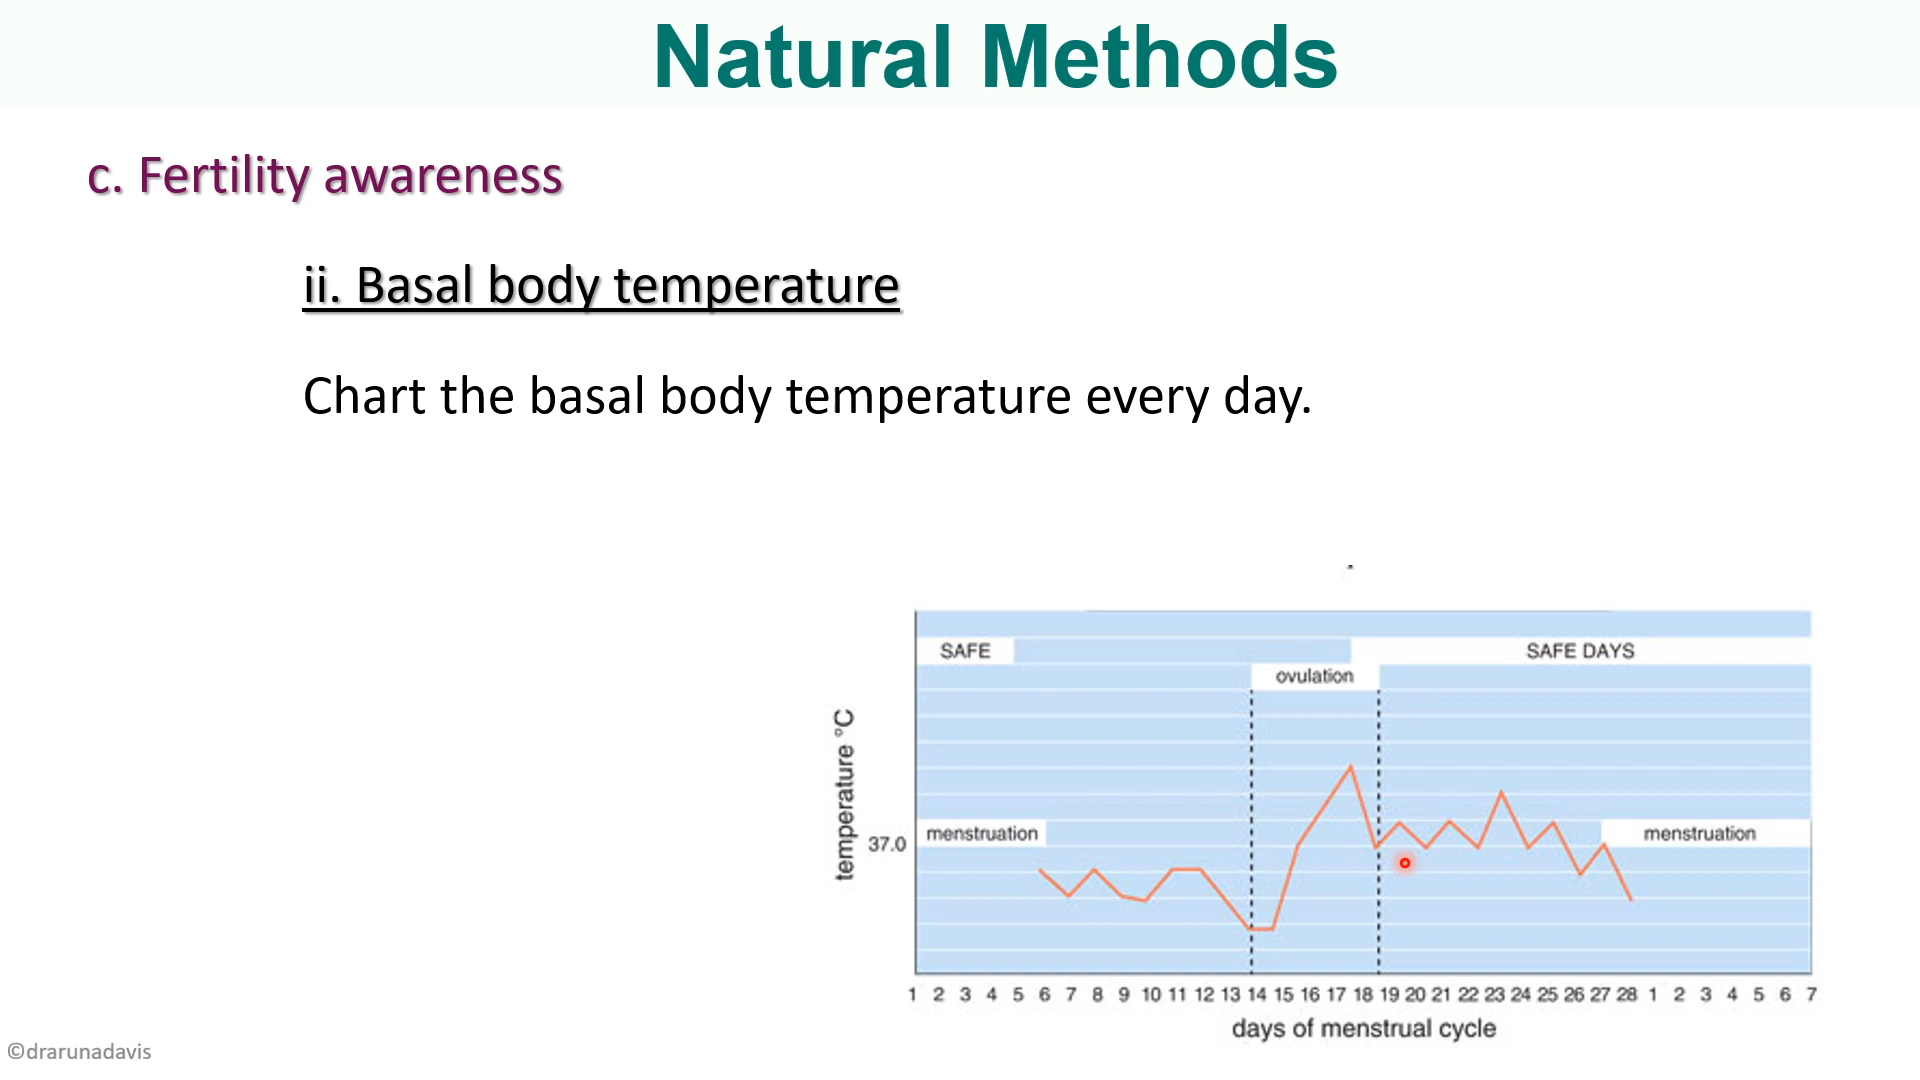 Natural Methods
c. Fertility awareness
ii. Basal body temperature
Chart the basal body temperature every day.
SAFE
SAFE DAYS
ovulation
temperature °C
37.0
menstruation
menstruation
1 2 3 4 5 6 7 8 9 10 11 12 13 14 15 16 17 18 19 20 21 22 23 24 25 26 27 28 1 2 3 4 5 6 7
days of menstrual cycle
©drarunadavis